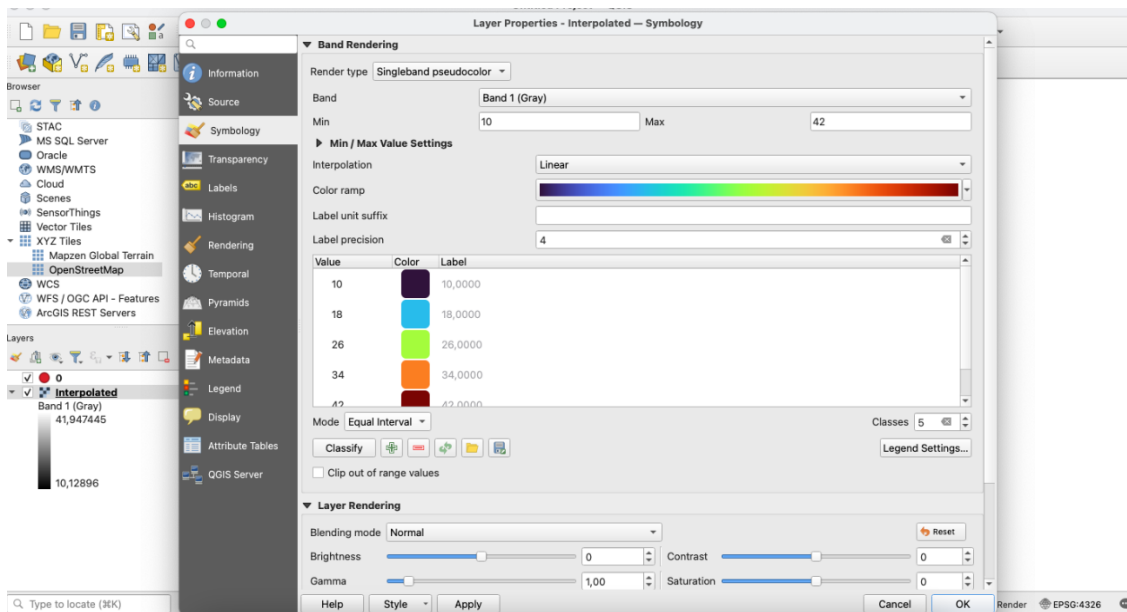 Layer Properties - Interpolated — Symbology
Browser
STAC
MS SQL Server
Oracle
WMS/WMTS
Cloud
Scenes
SensorThings
Vector Tiles
XYZ Tiles
Mapzen Global Terrain
OpenStreetMap
WCS
WFS / OGC API - Features
ArcGIS REST Servers
Layers
0
Interpolated
Band 1 (Gray)
41,947445
10,12896
Type to locate (⌘K)
Information
Source
Symbology
Transparency
abc Labels
Histogram
Rendering
Temporal
Pyramids
Elevation
Metadata
Legend
Display
Attribute Tables
QGIS Server
Band Rendering
Render type Singleband pseudocolor
Band Band 1 (Gray)
Min 10 Max 42
Min / Max Value Settings
Interpolation Linear
Color ramp
Label unit suffix
Label precision 4
Value Color Label
10 10,0000
18 18,0000
26 26,0000
34 34,0000
42 42,0000
Mode Equal Interval Classes 5
Classify Legend Settings...
Clip out of range values
Layer Rendering
Blending mode Normal Reset
Brightness 0 Contrast 0
Gamma 1,00 Saturation 0
Help Style Apply Cancel OK
Render EPSG:4326